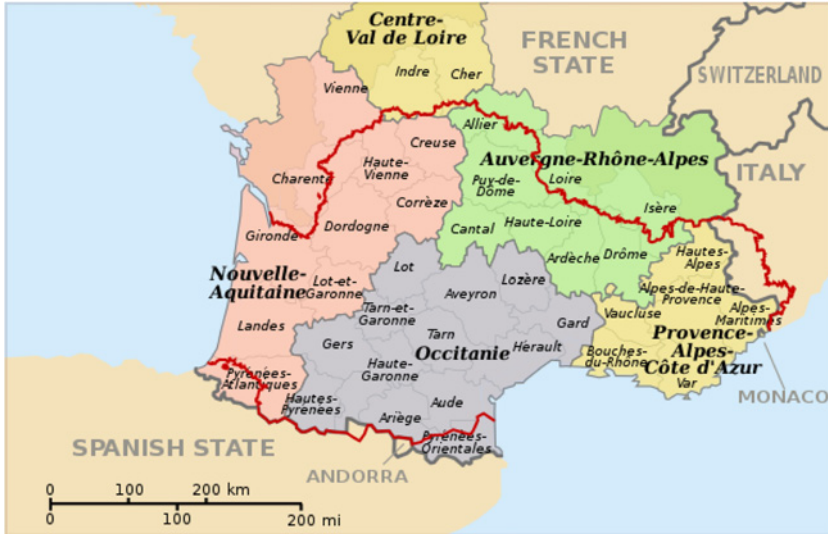 Centre-
Val de Loire
FRENCH
STATE
SWITZERLAND
ITALY
Indre
Cher
Vienne
Allier
Creuse
Auvergne-Rhône-Alpes
Haute-
Vienne
Charente
Puy-de-
Dôme
Loire
Isère
Corrèze
Dordogne
Gironde
Cantal
Haute-Loire
Ardèche
Drôme
Hautes-
Alpes
Nouvelle-
Aquitaine
Lot-et-
Garonne
Lot
Lozère
Aveyron
Alpes-de-Haute-
Provence
Vaucluse
Alpes-
Maritimes
Tarn-et-
Garonne
Landes
Gers
Tarn
Gard
Occitanie
Hérault
Provence-
Alpes-
Côte d'Azur
Bouches-
du-Rhône
Var
Haute-
Garonne
Pyrénées-
Atlantiques
Hautes-
Pyrénées
Aude
Ariège
Pyrénées-
Orientales
MONACO
SPANISH STATE
ANDORRA
0 100 200 km
0 100 200 mi